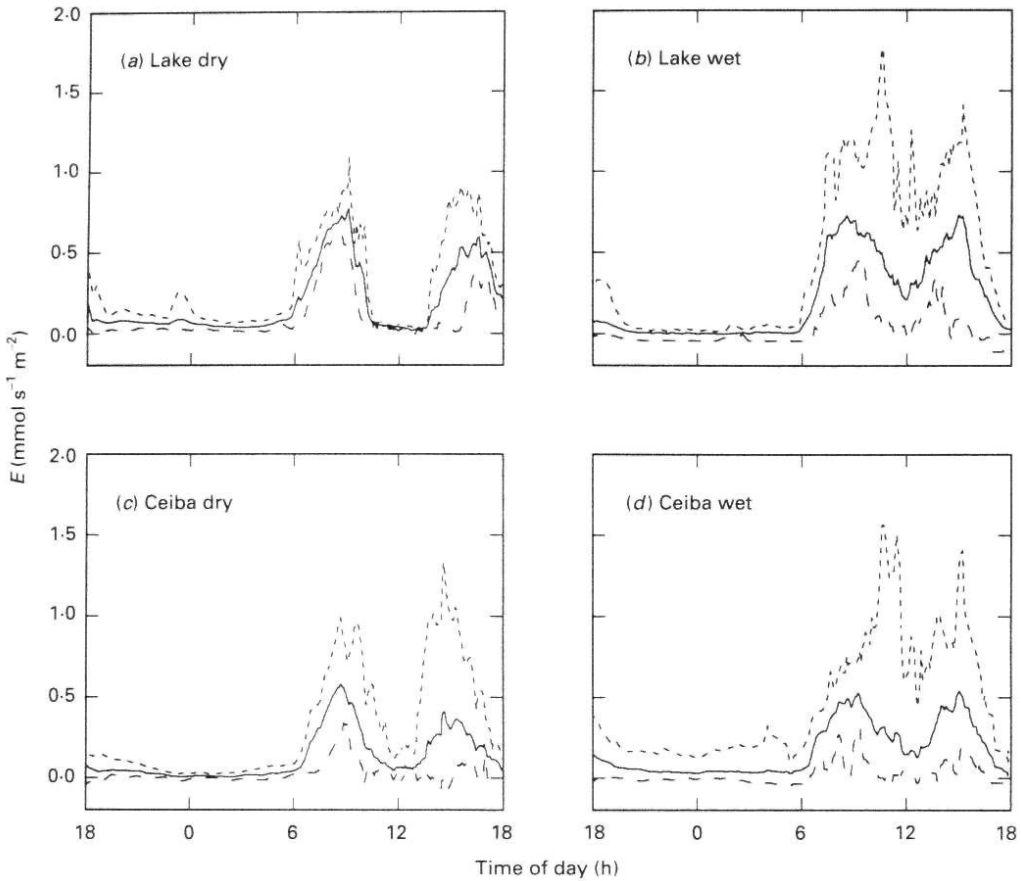 2·0
(a) Lake dry
(b) Lake wet
1·5
1·0
0·5
0·0
E (mmol s⁻¹ m⁻²)
2·0
(c) Ceiba dry
(d) Ceiba wet
1·5
1·0
0·5
0·0
18 0 6 12 18 18 0 6 12 18
Time of day (h)